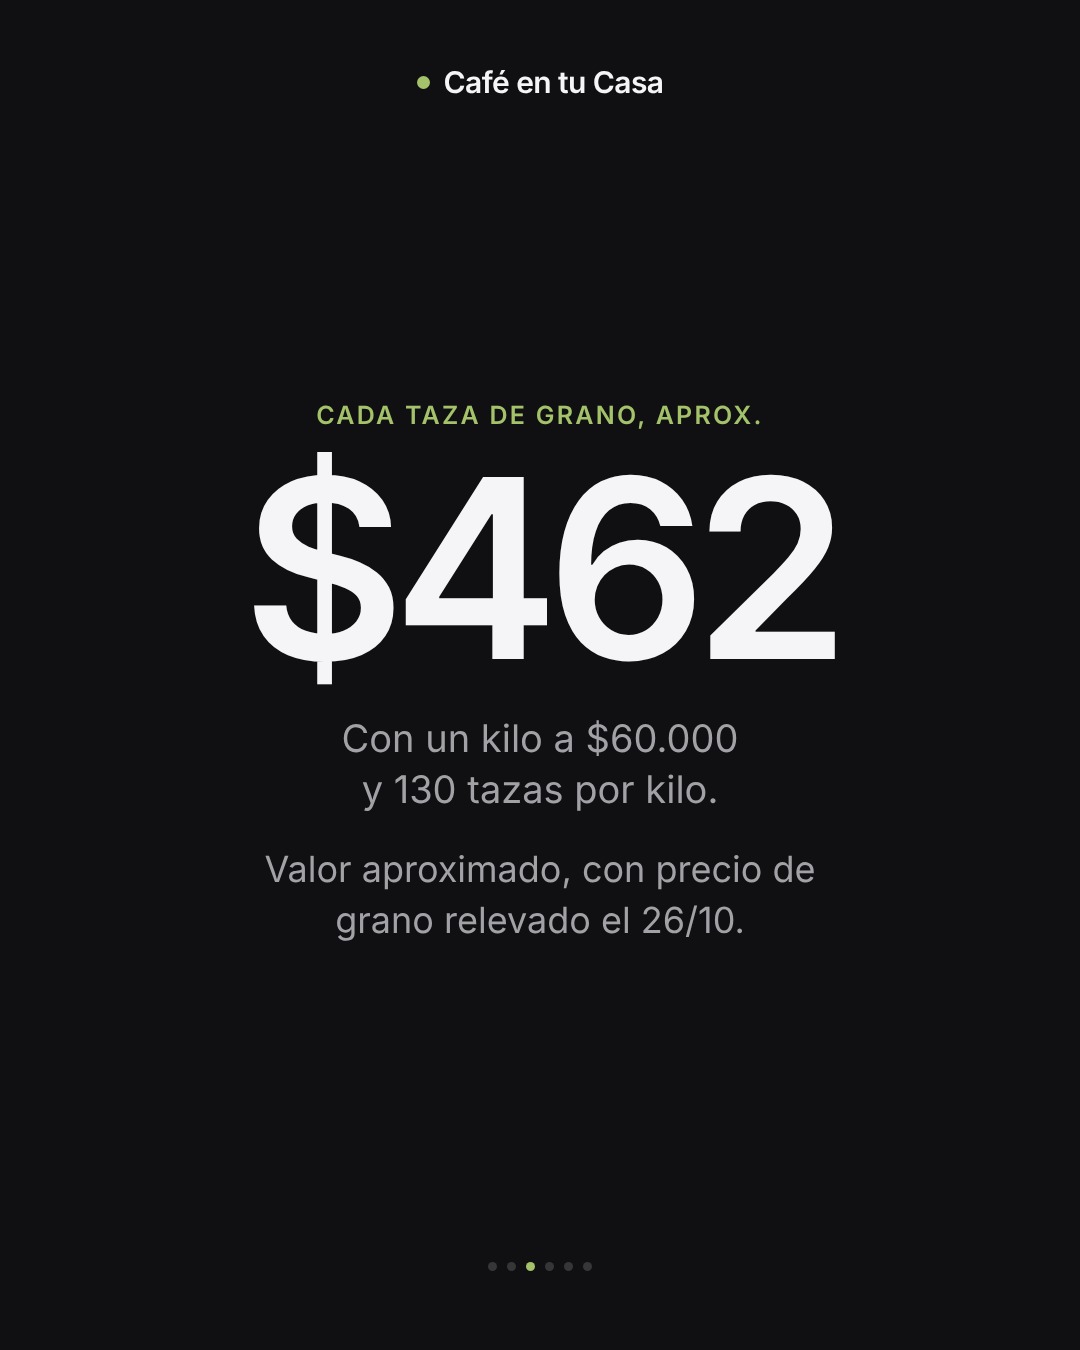 Café en tu Casa
CADA TAZA DE GRANO, APROX.
$462
Con un kilo a $60.000
y 130 tazas por kilo.
Valor aproximado, con precio de
grano relevado el 26/10.